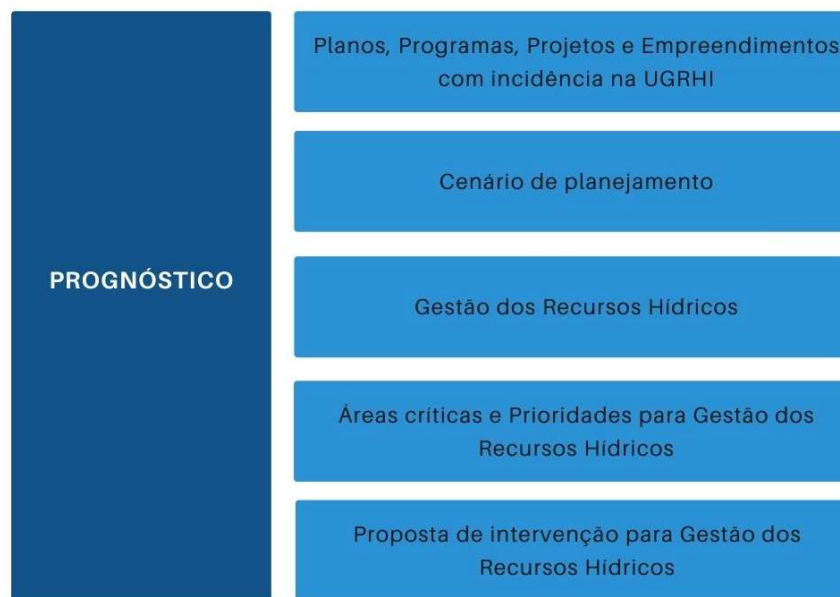 PROGNÓSTICO
Planos, Programas, Projetos e Empreendimentos
com incidência na UGRHI
Cenário de planejamento
Gestão dos Recursos Hídricos
Áreas críticas e Prioridades para Gestão dos
Recursos Hídricos
Proposta de intervenção para Gestão dos
Recursos Hídricos